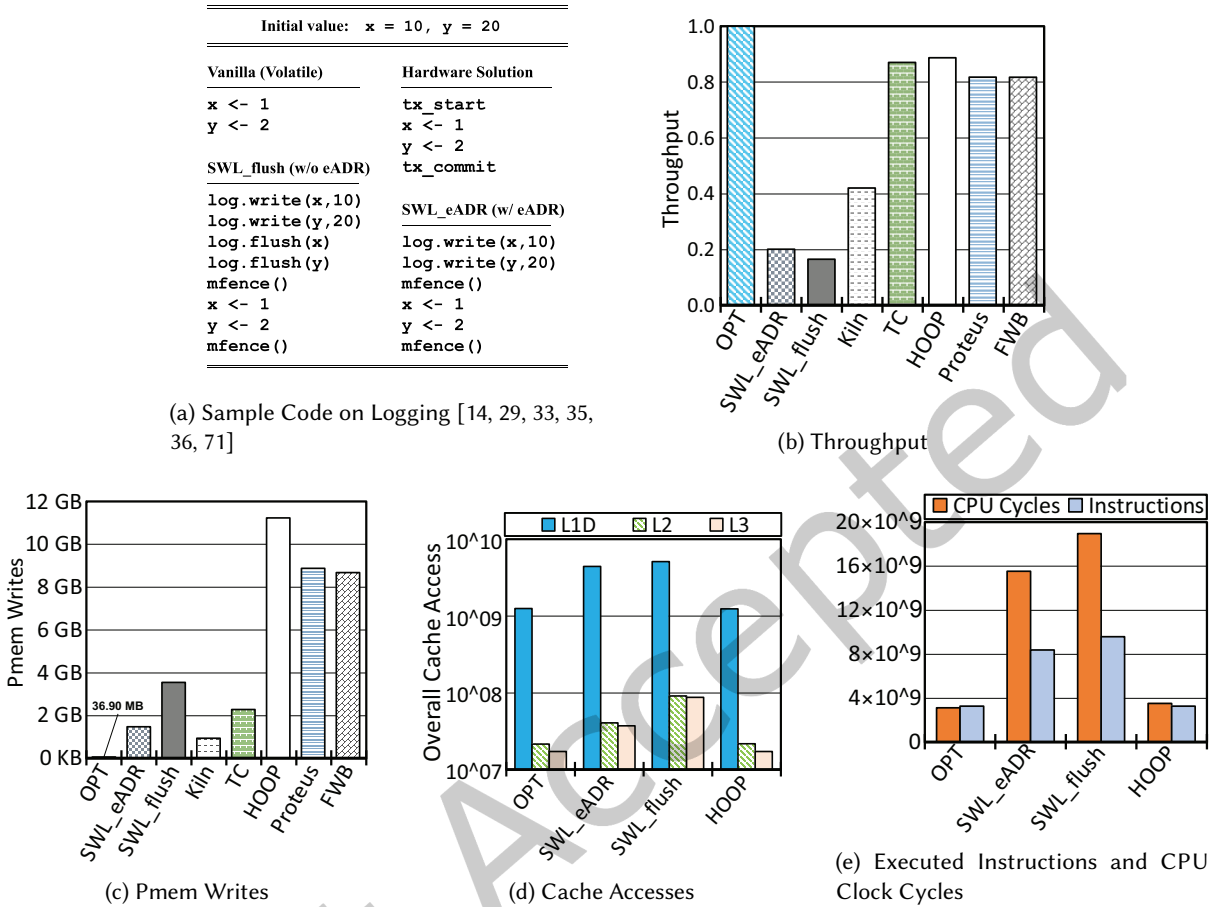 Initial value: x = 10, y = 20
Vanilla (Volatile)
x <- 1
y <- 2
SWL_flush (w/o eADR)
log.write(x,10)
log.write(y,20)
log.flush(x)
log.flush(y)
mfence()
x <- 1
y <- 2
mfence()
Hardware Solution
tx_start
x <- 1
y <- 2
tx_commit
SWL_eADR (w/ eADR)
log.write(x,10)
log.write(y,20)
mfence()
x <- 1
y <- 2
mfence()
(a) Sample Code on Logging [14, 29, 33, 35,
36, 71]
Throughput
1.0
0.8
0.6
0.4
0.2
0.0
OPT
SWL_eADR
SWL_flush
Kiln
TC
HOOP
Proteus
FWB
(b) Throughput
Pmem Writes
12 GB
10 GB
8 GB
6 GB
4 GB
2 GB
0 KB
36.90 MB
OPT
SWL_eADR
SWL_flush
Kiln
TC
HOOP
Proteus
FWB
(c) Pmem Writes
L1D L2 L3
Overall Cache Access
10^10
10^09
10^08
10^07
OPT
SWL_eADR
SWL_flush
HOOP
(d) Cache Accesses
CPU Cycles Instructions
20×10^9
16×10^9
12×10^9
8×10^9
4×10^9
0
OPT
SWL_eADR
SWL_flush
HOOP
(e) Executed Instructions and CPU
Clock Cycles
Accepted